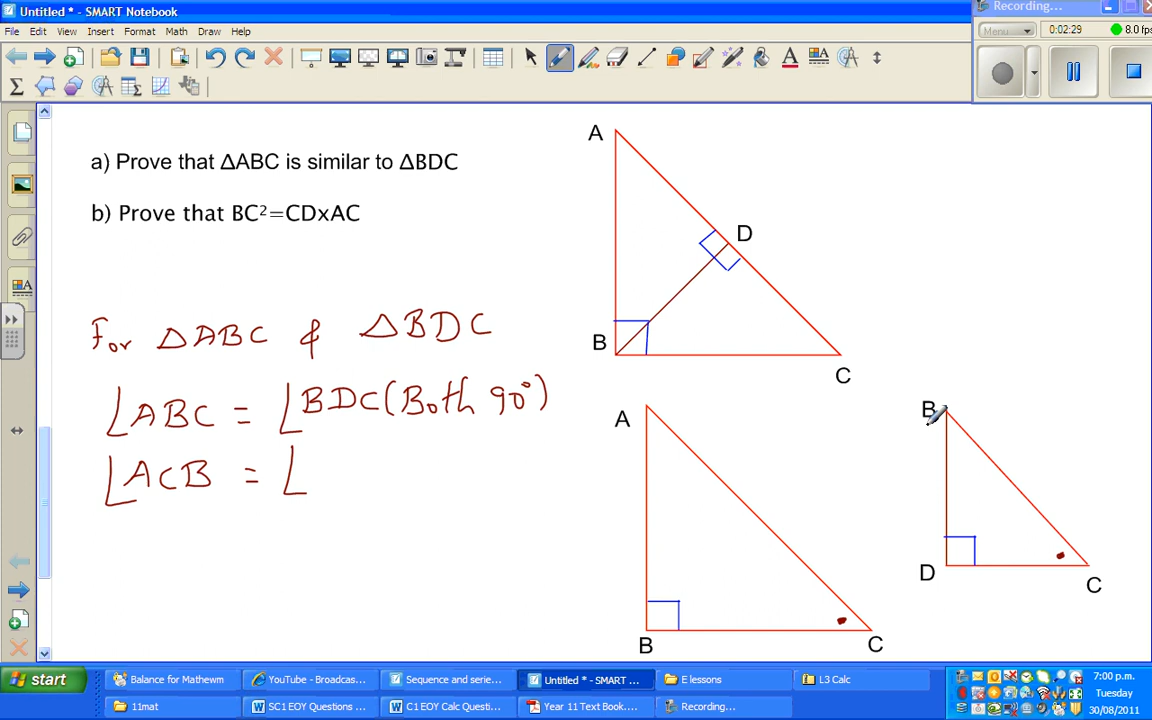 Untitled * - SMART Notebook
Recording...
File Edit View Insert Format Math Draw Help
Menu
0:02:29
8.0 fps
a) Prove that ΔABC is similar to ΔBDC
b) Prove that BC²=CDxAC
For ΔABC & ΔBDC
∠ABC = ∠BDC (Both 90°)
∠ACB = ∠
A
D
B
C
A
B
C
B
D
C
start
Balance for Mathewm
YouTube - Broadcas...
Sequence and serie...
Untitled * - SMART ...
E lessons
L3 Calc
7:00 p.m.
11mat
SC1 EOY Questions ...
C1 EOY Calc Questi...
Year 11 Text Book....
Recording...
Tuesday
30/08/2011